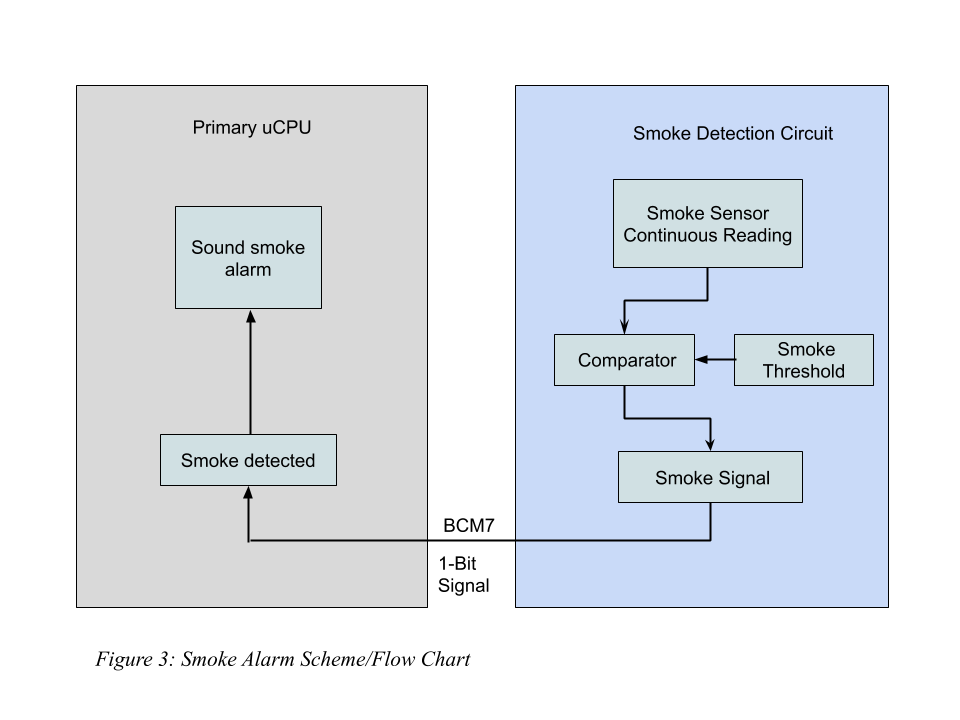 Primary uCPU
Sound smoke
alarm
Smoke detected
BCM7
1-Bit
Signal
Smoke Detection Circuit
Smoke Sensor
Continuous Reading
Comparator
Smoke
Threshold
Smoke Signal
Figure 3: Smoke Alarm Scheme/Flow Chart